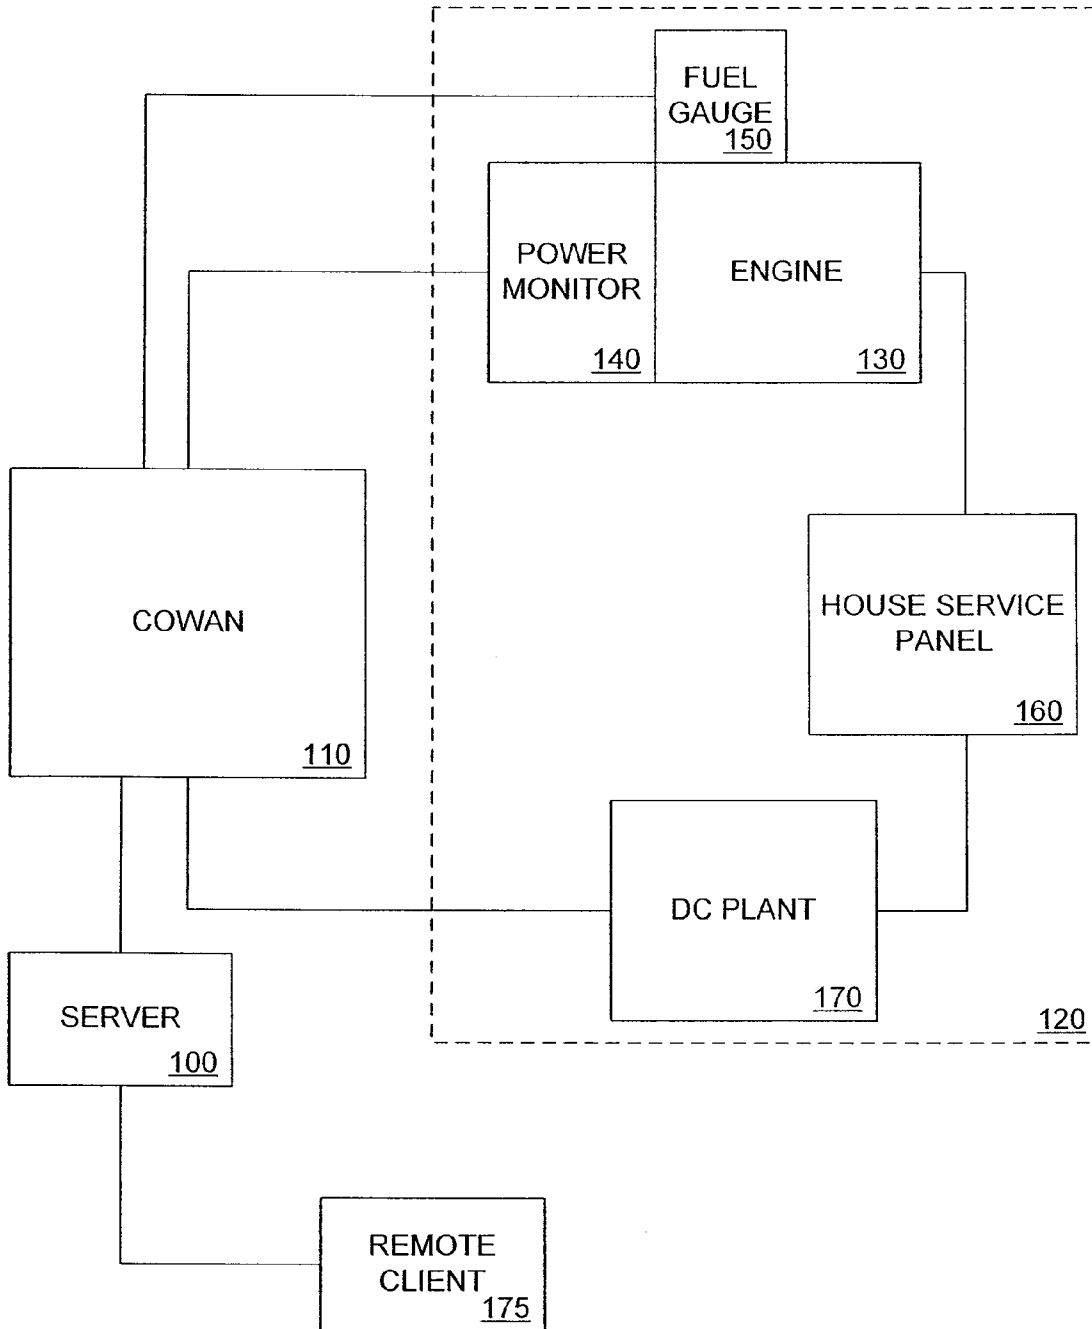 FUEL
GAUGE
150
POWER
MONITOR
140
ENGINE
130
COWAN
110
HOUSE SERVICE
PANEL
160
DC PLANT
170
120
SERVER
100
REMOTE
CLIENT
175